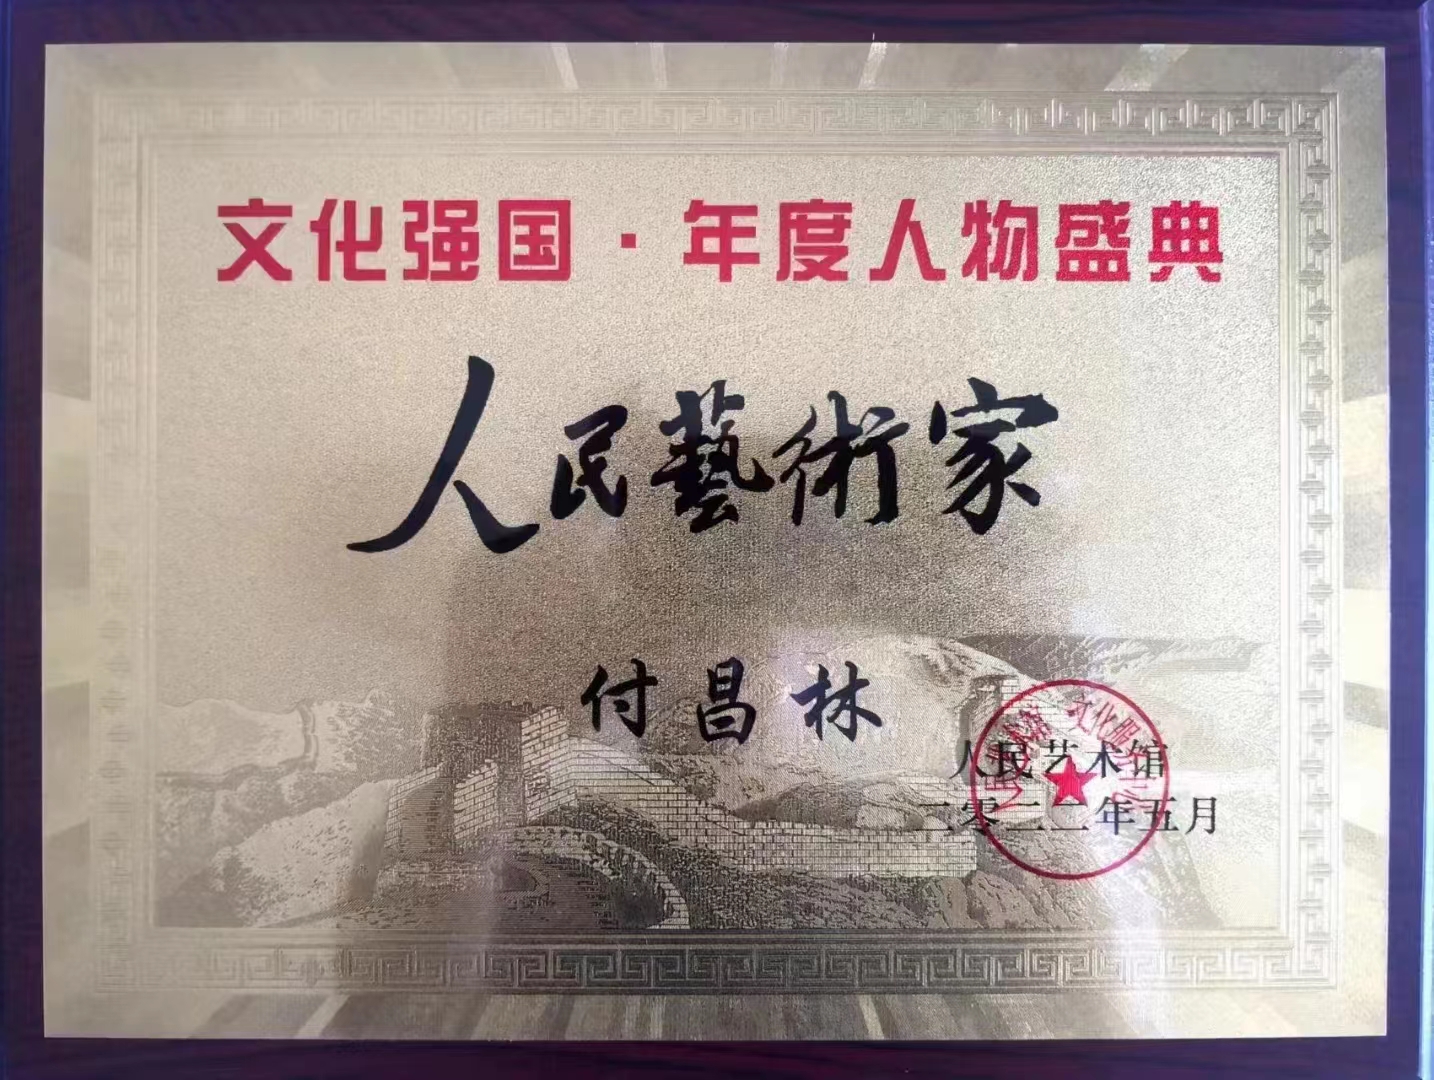 文化强国·年度人物盛典
人民藝術家
付昌林
人民艺术馆
二零二二年五月